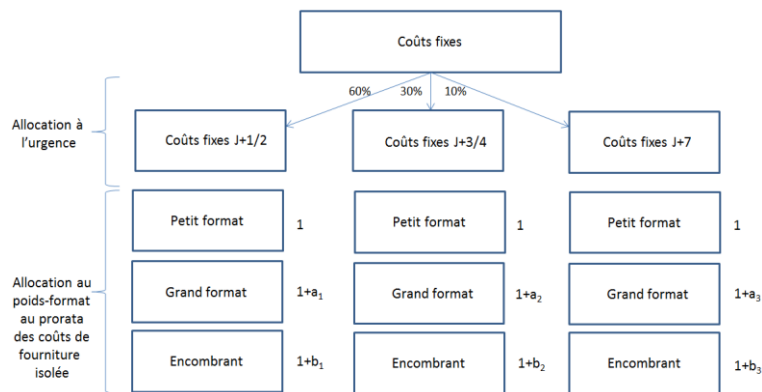 Coûts fixes
60% 30% 10%
Allocation à
l'urgence
Coûts fixes J+1/2
Coûts fixes J+3/4
Coûts fixes J+7
Petit format 1
Petit format 1
Petit format 1
Allocation au
poids-format
au prorata
des coûts de
fourniture
isolée
Grand format 1+a₁
Grand format 1+a₂
Grand format 1+a₃
Encombrant 1+b₁
Encombrant 1+b₂
Encombrant 1+b₃